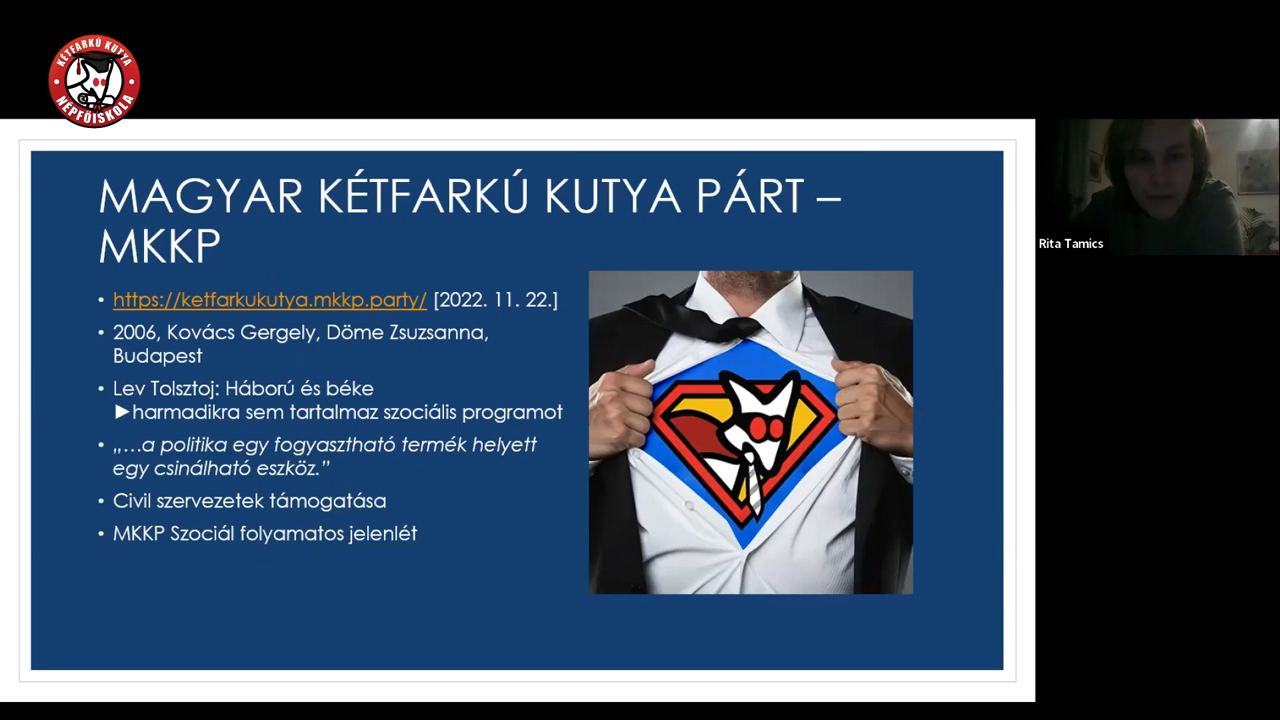 KÉTFARKÚ KUTYA
NÉPFŐISKOLA
MAGYAR KÉTFARKÚ KUTYA PÁRT –
MKKP
• https://ketfarkukutya.mkkp.party/ [2022. 11. 22.]
• 2006, Kovács Gergely, Döme Zsuzsanna,
Budapest
• Lev Tolsztoj: Háború és béke
►harmadikra sem tartalmaz szociális programot
• „…a politika egy fogyasztható termék helyett
egy csinálható eszköz.”
• Civil szervezetek támogatása
• MKKP Szociál folyamatos jelenlét
Rita Tamics